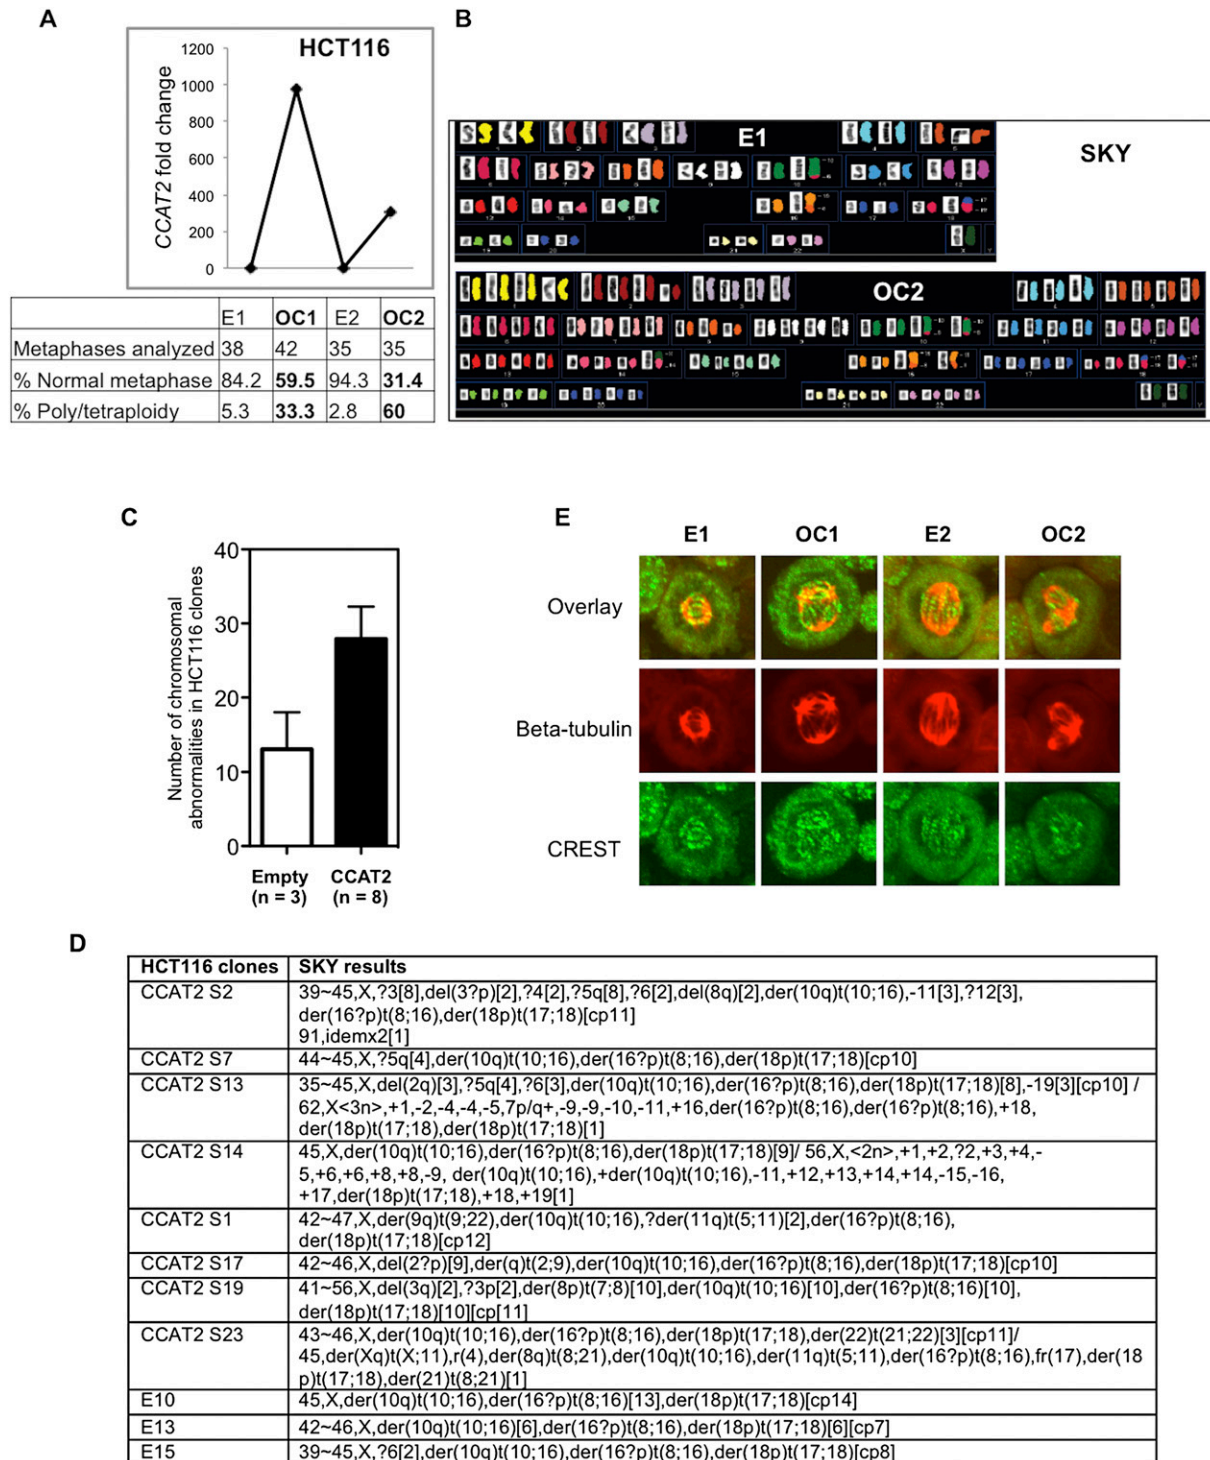 A
B
HCT116
1200
1000
800
600
400
200
0
CCAT2 fold change
E1 OC1 E2 OC2
Metaphases analyzed 38 42 35 35
% Normal metaphase 84.2 59.5 94.3 31.4
% Poly/tetraploidy 5.3 33.3 2.8 60
E1
SKY
OC2
C
40
30
20
10
0
Number of chromosomal
abnormalities in HCT116 clones
Empty
(n = 3)
CCAT2
(n = 8)
E
E1 OC1 E2 OC2
Overlay
Beta-tubulin
CREST
D
HCT116 clones SKY results
CCAT2 S2 39~45,X,?3[8],del(3?p)[2],?4[2],?5q[8],?6[2],del(8q)[2],der(10q)t(10;16),-11[3],?12[3],
der(16?p)t(8;16),der(18p)t(17;18)[cp11]
91,idemx2[1]
CCAT2 S7 44~45,X,?5q[4],der(10q)t(10;16),der(16?p)t(8;16),der(18p)t(17;18)[cp10]
CCAT2 S13 35~45,X,del(2q)[3],?5q[4],?6[3],der(10q)t(10;16),der(16?p)t(8;16),der(18p)t(17;18)[8],-19[3][cp10] /
62,X<3n>,+1,-2,-4,-4,-5,7p/q+,-9,-9,-10,-11,+16,der(16?p)t(8;16),der(16?p)t(8;16),+18,
der(18p)t(17;18),der(18p)t(17;18)[1]
CCAT2 S14 45,X,der(10q)t(10;16),der(16?p)t(8;16),der(18p)t(17;18)[9]/ 56,X,<2n>,+1,+2,?2,+3,+4,-
5,+6,+6,+8,+8,-9, der(10q)t(10;16),+der(10q)t(10;16),-11,+12,+13,+14,+14,-15,-16,
+17,der(18p)t(17;18),+18,+19[1]
CCAT2 S1 42~47,X,der(9q)t(9;22),der(10q)t(10;16),?der(11q)t(5;11)[2],der(16?p)t(8;16),
der(18p)t(17;18)[cp12]
CCAT2 S17 42~46,X,del(2?p)[9],der(q)t(2;9),der(10q)t(10;16),der(16?p)t(8;16),der(18p)t(17;18)[cp10]
CCAT2 S19 41~56,X,del(3q)[2],?3p[2],der(8p)t(7;8)[10],der(10q)t(10;16)[10],der(16?p)t(8;16)[10],
der(18p)t(17;18)[10][cp[11]
CCAT2 S23 43~46,X,der(10q)t(10;16),der(16?p)t(8;16),der(18p)t(17;18),der(22)t(21;22)[3][cp11]/
45,der(Xq)t(X;11),r(4),der(8q)t(8;21),der(10q)t(10;16),der(11q)t(5;11),der(16?p)t(8;16),fr(17),der(18
p)t(17;18),der(21)t(8;21)[1]
E10 45,X,der(10q)t(10;16),der(16?p)t(8;16)[13],der(18p)t(17;18)[cp14]
E13 42~46,X,der(10q)t(10;16)[6],der(16?p)t(8;16),der(18p)t(17;18)[6][cp7]
E15 39~45,X,?6[2],der(10q)t(10;16),der(16?p)t(8;16),der(18p)t(17;18)[cp8]